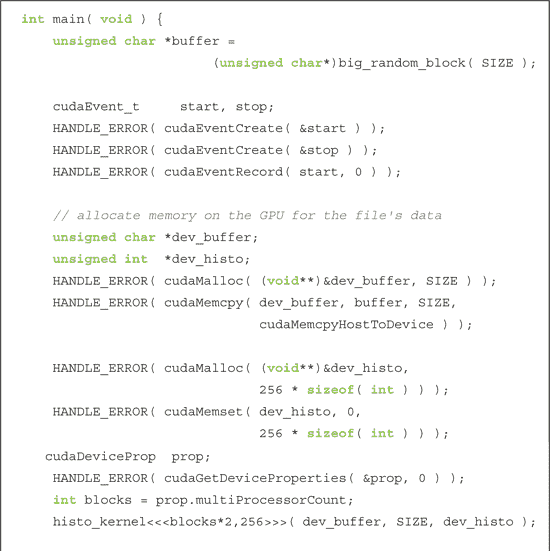 int main( void ) {
    unsigned char *buffer =
                         (unsigned char*)big_random_block( SIZE );
    cudaEvent_t     start, stop;
    HANDLE_ERROR( cudaEventCreate( &start ) );
    HANDLE_ERROR( cudaEventCreate( &stop ) );
    HANDLE_ERROR( cudaEventRecord( start, 0 ) );
    // allocate memory on the GPU for the file's data
    unsigned char *dev_buffer;
    unsigned int  *dev_histo;
    HANDLE_ERROR( cudaMalloc( (void**)&dev_buffer, SIZE ) );
    HANDLE_ERROR( cudaMemcpy( dev_buffer, buffer, SIZE,
                              cudaMemcpyHostToDevice ) );
    HANDLE_ERROR( cudaMalloc( (void**)&dev_histo,
                              256 * sizeof( int ) ) );
    HANDLE_ERROR( cudaMemset( dev_histo, 0,
                              256 * sizeof( int ) ) );
   cudaDeviceProp  prop;
    HANDLE_ERROR( cudaGetDeviceProperties( &prop, 0 ) );
    int blocks = prop.multiProcessorCount;
    histo_kernel<<<blocks*2,256>>>( dev_buffer, SIZE, dev_histo );